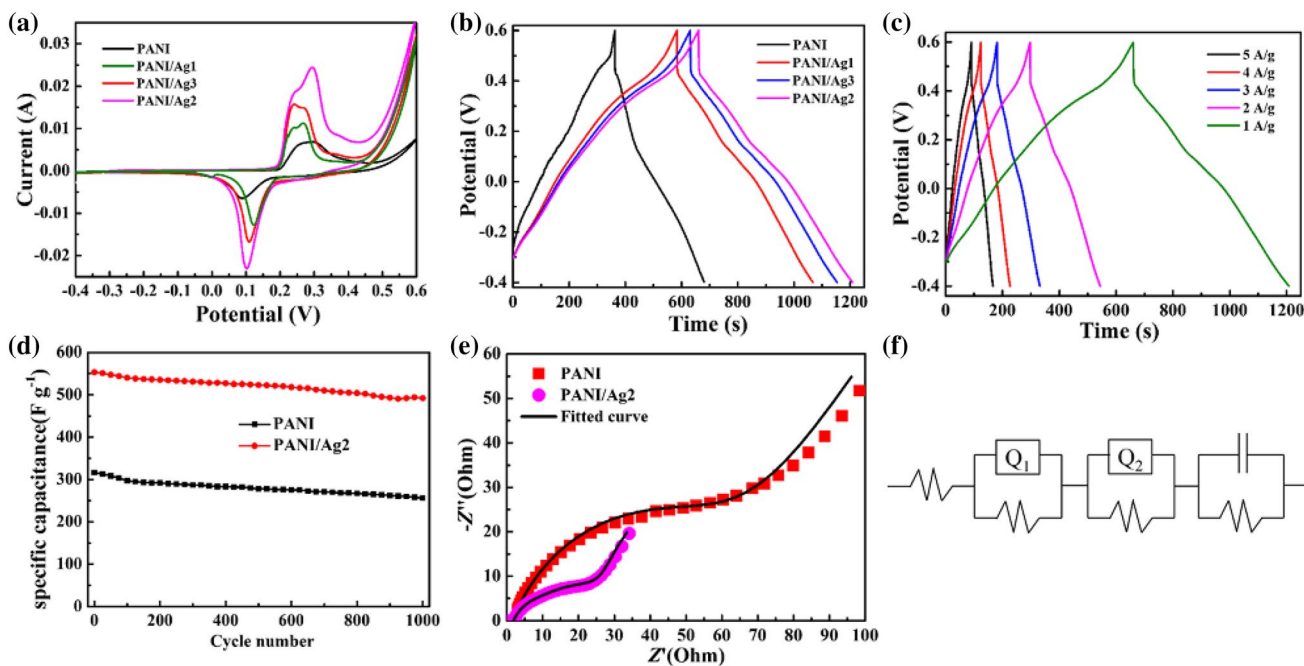 (a)
0.03
0.02
0.01
0.00
-0.01
-0.02
Current (A)
PANI
PANI/Ag1
PANI/Ag3
PANI/Ag2
-0.4 -0.3 -0.2 -0.1 0.0 0.1 0.2 0.3 0.4 0.5 0.6
Potential (V)
(b)
0.6
0.4
0.2
0.0
-0.2
-0.4
Potential (V)
PANI
PANI/Ag1
PANI/Ag3
PANI/Ag2
0 200 400 600 800 1000 1200
Time (s)
(c)
0.6
0.4
0.2
0.0
-0.2
-0.4
Potential (V)
5 A/g
4 A/g
3 A/g
2 A/g
1 A/g
0 200 400 600 800 1000 1200
Time (s)
(d)
600
550
500
450
400
350
300
250
200
150
100
50
0
specific capacitance(F g-1)
PANI
PANI/Ag2
0 200 400 600 800 1000
Cycle number
(e)
60
50
40
30
20
10
0
-Z''(Ohm)
PANI
PANI/Ag2
Fitted curve
0 10 20 30 40 50 60 70 80 90 100
Z'(Ohm)
(f)
Q1
Q2